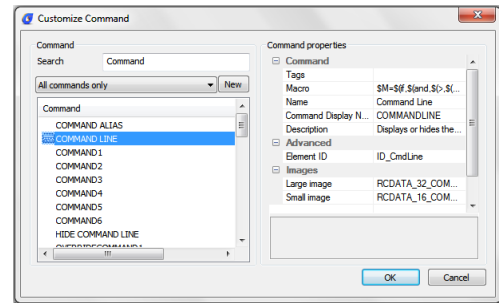 Customize Command
Command
Search
Command
All commands only
New
Command
COMMAND ALIAS
COMMAND LINE
COMMAND1
COMMAND2
COMMAND3
COMMAND4
COMMAND5
COMMAND6
HIDE COMMAND LINE
OVERRIDECOMMAND1
Command properties
Command
Tags
Macro $M=$(if,$(and,$(>,$(...
Name Command Line
Command Display N... COMMANDLINE
Description Displays or hides the...
Advanced
Element ID ID_CmdLine
Images
Large image RCDATA_32_COM...
Small image RCDATA_16_COM...
OK
Cancel